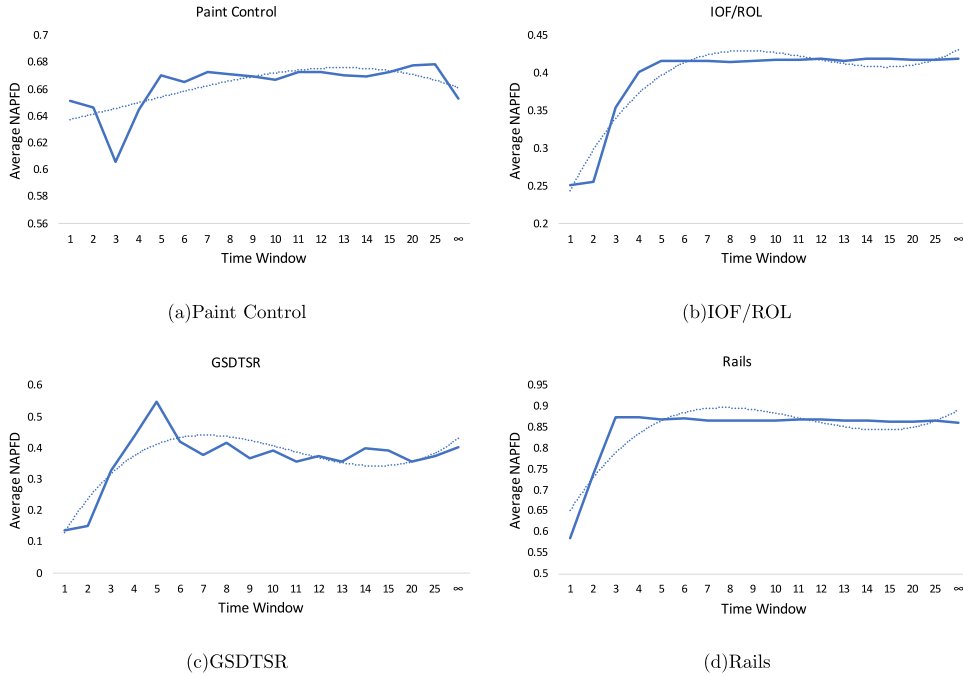 Paint Control
0.7
0.68
0.66
0.64
0.62
0.6
0.58
0.56
Average NAPFD
1 2 3 4 5 6 7 8 9 10 11 12 13 14 15 20 25 ∞
Time Window
(a)Paint Control
IOF/ROL
0.45
0.4
0.35
0.3
0.25
0.2
Average NAPFD
1 2 3 4 5 6 7 8 9 10 11 12 13 14 15 20 25 ∞
Time Window
(b)IOF/ROL
GSDTSR
0.6
0.5
0.4
0.3
0.2
0.1
0
Average NAPFD
1 2 3 4 5 6 7 8 9 10 11 12 13 14 15 20 25 ∞
Time Window
(c)GSDTSR
Rails
0.95
0.9
0.85
0.8
0.75
0.7
0.65
0.6
0.55
0.5
Average NAPFD
1 2 3 4 5 6 7 8 9 10 11 12 13 14 15 20 25 ∞
Time Window
(d)Rails